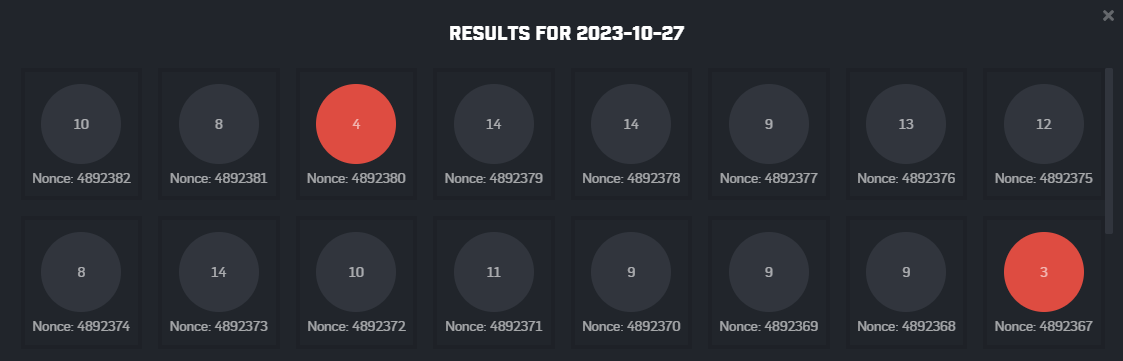 RESULTS FOR 2023-10-27
10 8 4 14 14 9 13 12
Nonce: 4892382 Nonce: 4892381 Nonce: 4892380 Nonce: 4892379 Nonce: 4892378 Nonce: 4892377 Nonce: 4892376 Nonce: 4892375
8 14 10 11 9 9 9 3
Nonce: 4892374 Nonce: 4892373 Nonce: 4892372 Nonce: 4892371 Nonce: 4892370 Nonce: 4892369 Nonce: 4892368 Nonce: 4892367